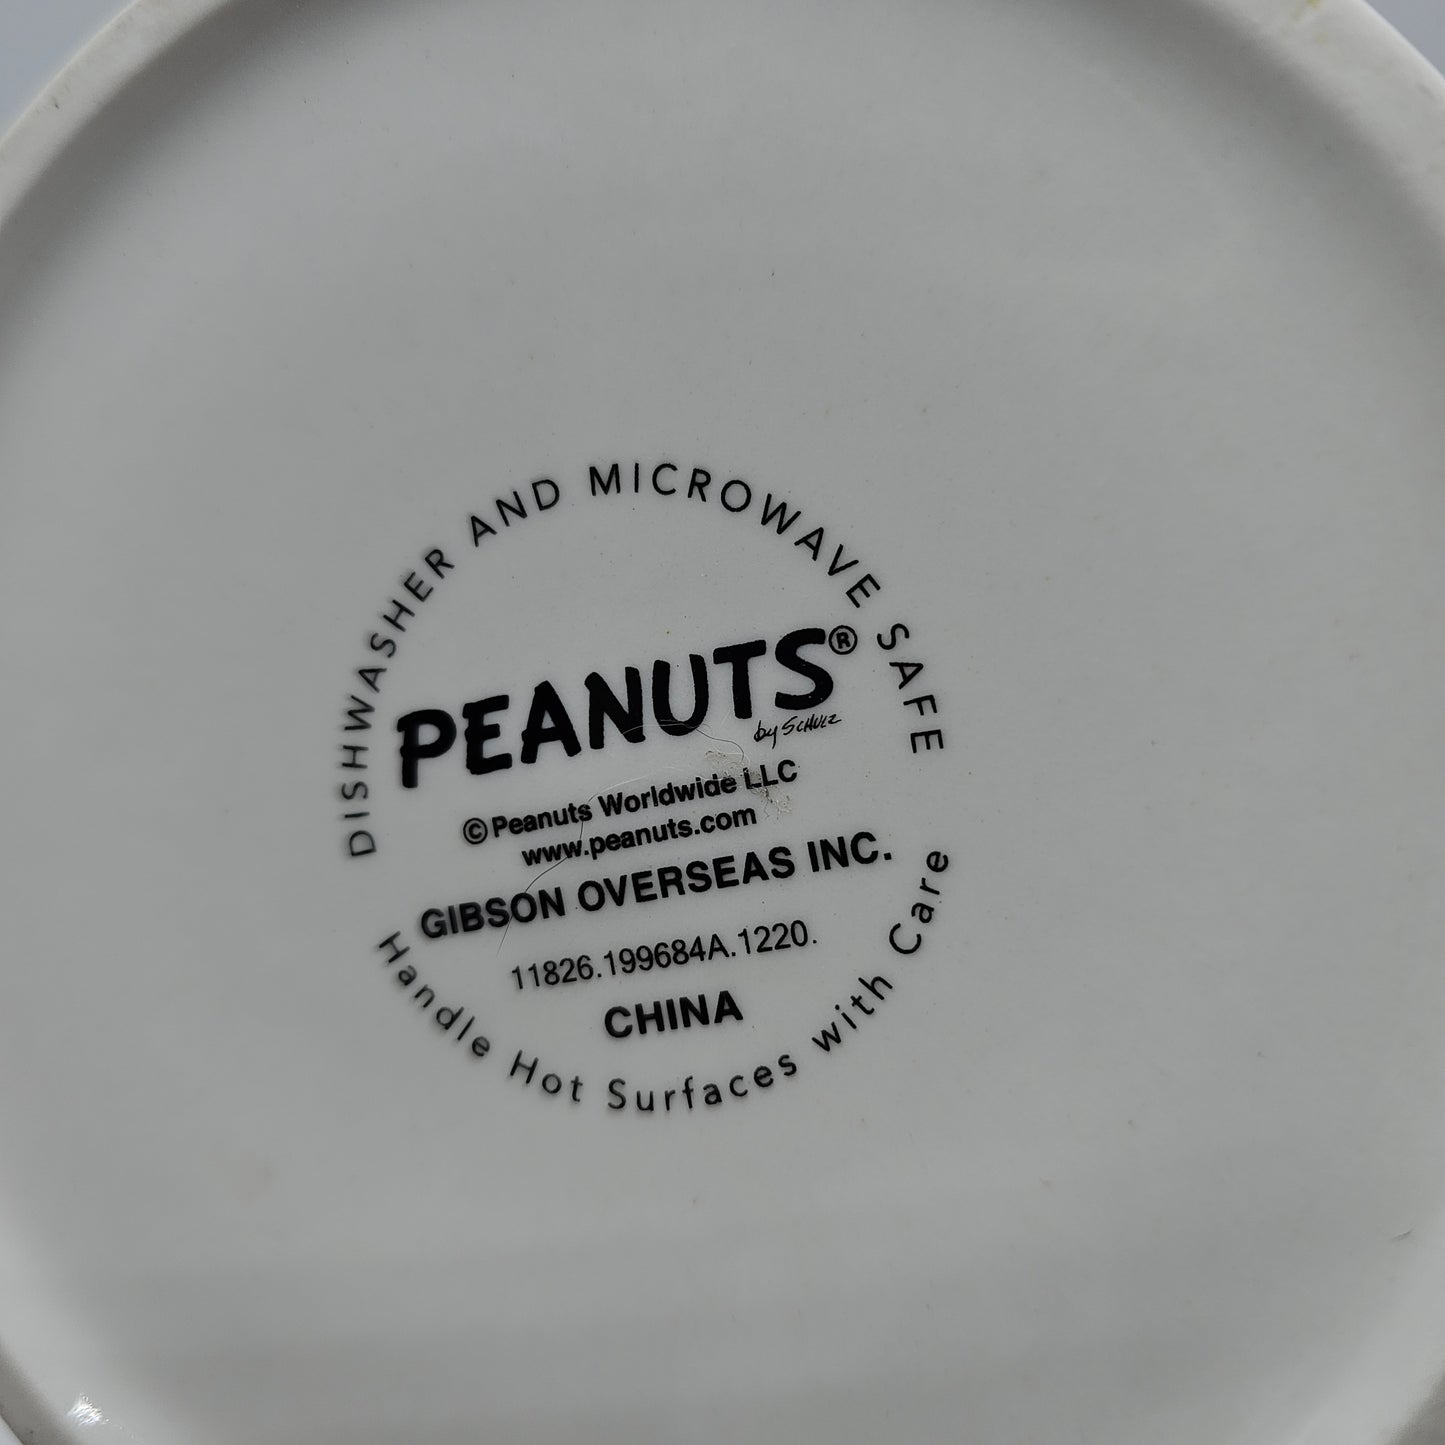 DISHWASHER AND MICROWAVE SAFE
PEANUTS®
by SCHULZ
©Peanuts Worldwide LLC
www.peanuts.com
GIBSON OVERSEAS INC.
11826.199684A.1220.
CHINA
Handle Hot Surfaces with Care